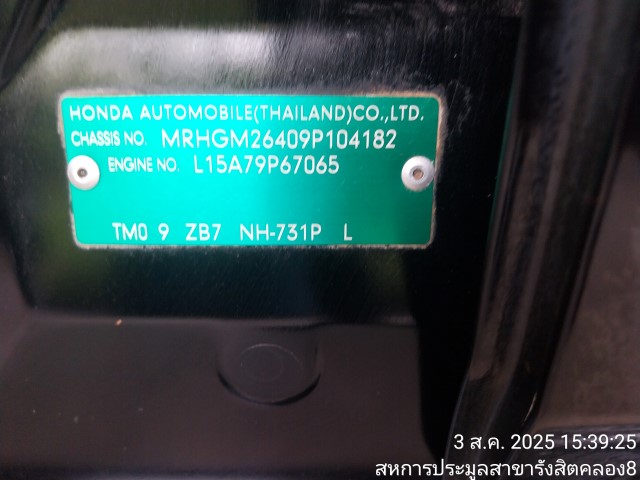 HONDA AUTOMOBILE(THAILAND)CO.,LTD.
CHASSIS NO. MRHGM26409P104182
ENGINE NO. L15A79P67065
TM0 9 ZB7 NH-731P L
3 ส.ค. 2025 15:39:25
สหการประมูลสาขารังสิตคลอง8